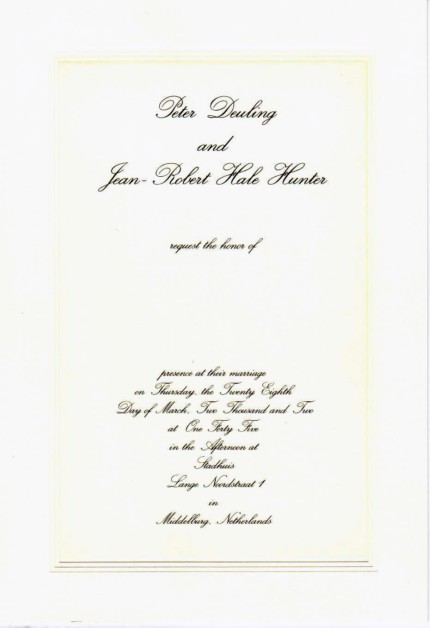 Peter Deuling
and
Jean-Robert Hale Hunter
request the honor of
presence at their marriage
on Thursday, the Twenty Eighth
Day of March, Two Thousand and Two
at One Forty Five
in the Afternoon at
Stadhuis
Lange Noordstraat 1
in
Middelburg, Netherlands